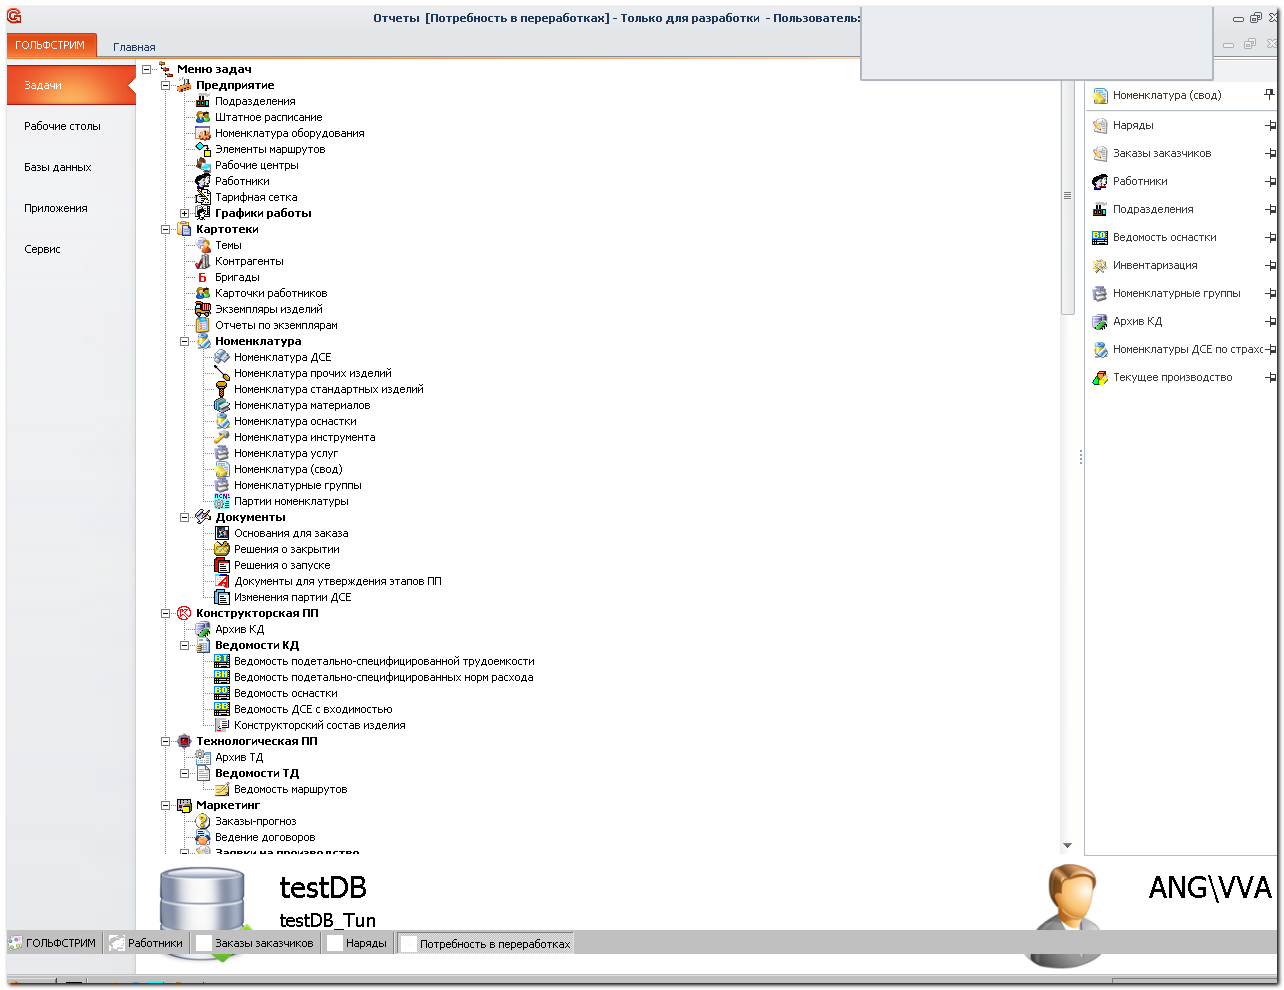 Отчеты [Потребность в переработках] - Только для разработки - Пользователь:
ГОЛЬФСТРИМ
Главная
Задачи
Рабочие столы
Базы данных
Приложения
Сервис
Меню задач
Предприятие
Подразделения
Штатное расписание
Номенклатура оборудования
Элементы маршрутов
Рабочие центры
Работники
Тарифная сетка
Графики работы
Картотеки
Темы
Контрагенты
Бригады
Карточки работников
Экземпляры изделий
Отчеты по экземплярам
Номенклатура
Номенклатура ДСЕ
Номенклатура прочих изделий
Номенклатура стандартных изделий
Номенклатура материалов
Номенклатура оснастки
Номенклатура инструмента
Номенклатура услуг
Номенклатура (свод)
Номенклатурные группы
Партии номенклатуры
Документы
Основания для заказа
Решения о закрытии
Решения о запуске
Документы для утверждения этапов ПП
Изменения партии ДСЕ
Конструкторская ПП
Архив КД
Ведомости КД
Ведомость подетально-специфицированной трудоемкости
Ведомость подетально-специфицированных норм расхода
Ведомость оснастки
Ведомость ДСЕ с входимостью
Конструкторский состав изделия
Технологическая ПП
Архив ТД
Ведомости ТД
Ведомость маршрутов
Маркетинг
Заказы-прогноз
Ведение договоров
Заявки на производство
Номенклатура (свод)
Наряды
Заказы заказчиков
Работники
Подразделения
Ведомость оснастки
Инвентаризация
Номенклатурные группы
Архив КД
Номенклатуры ДСЕ по страхо
Текущее производство
testDB
testDB_Tun
ANG\VVA
ГОЛЬФСТРИМ
Работники
Заказы заказчиков
Наряды
Потребность в переработках